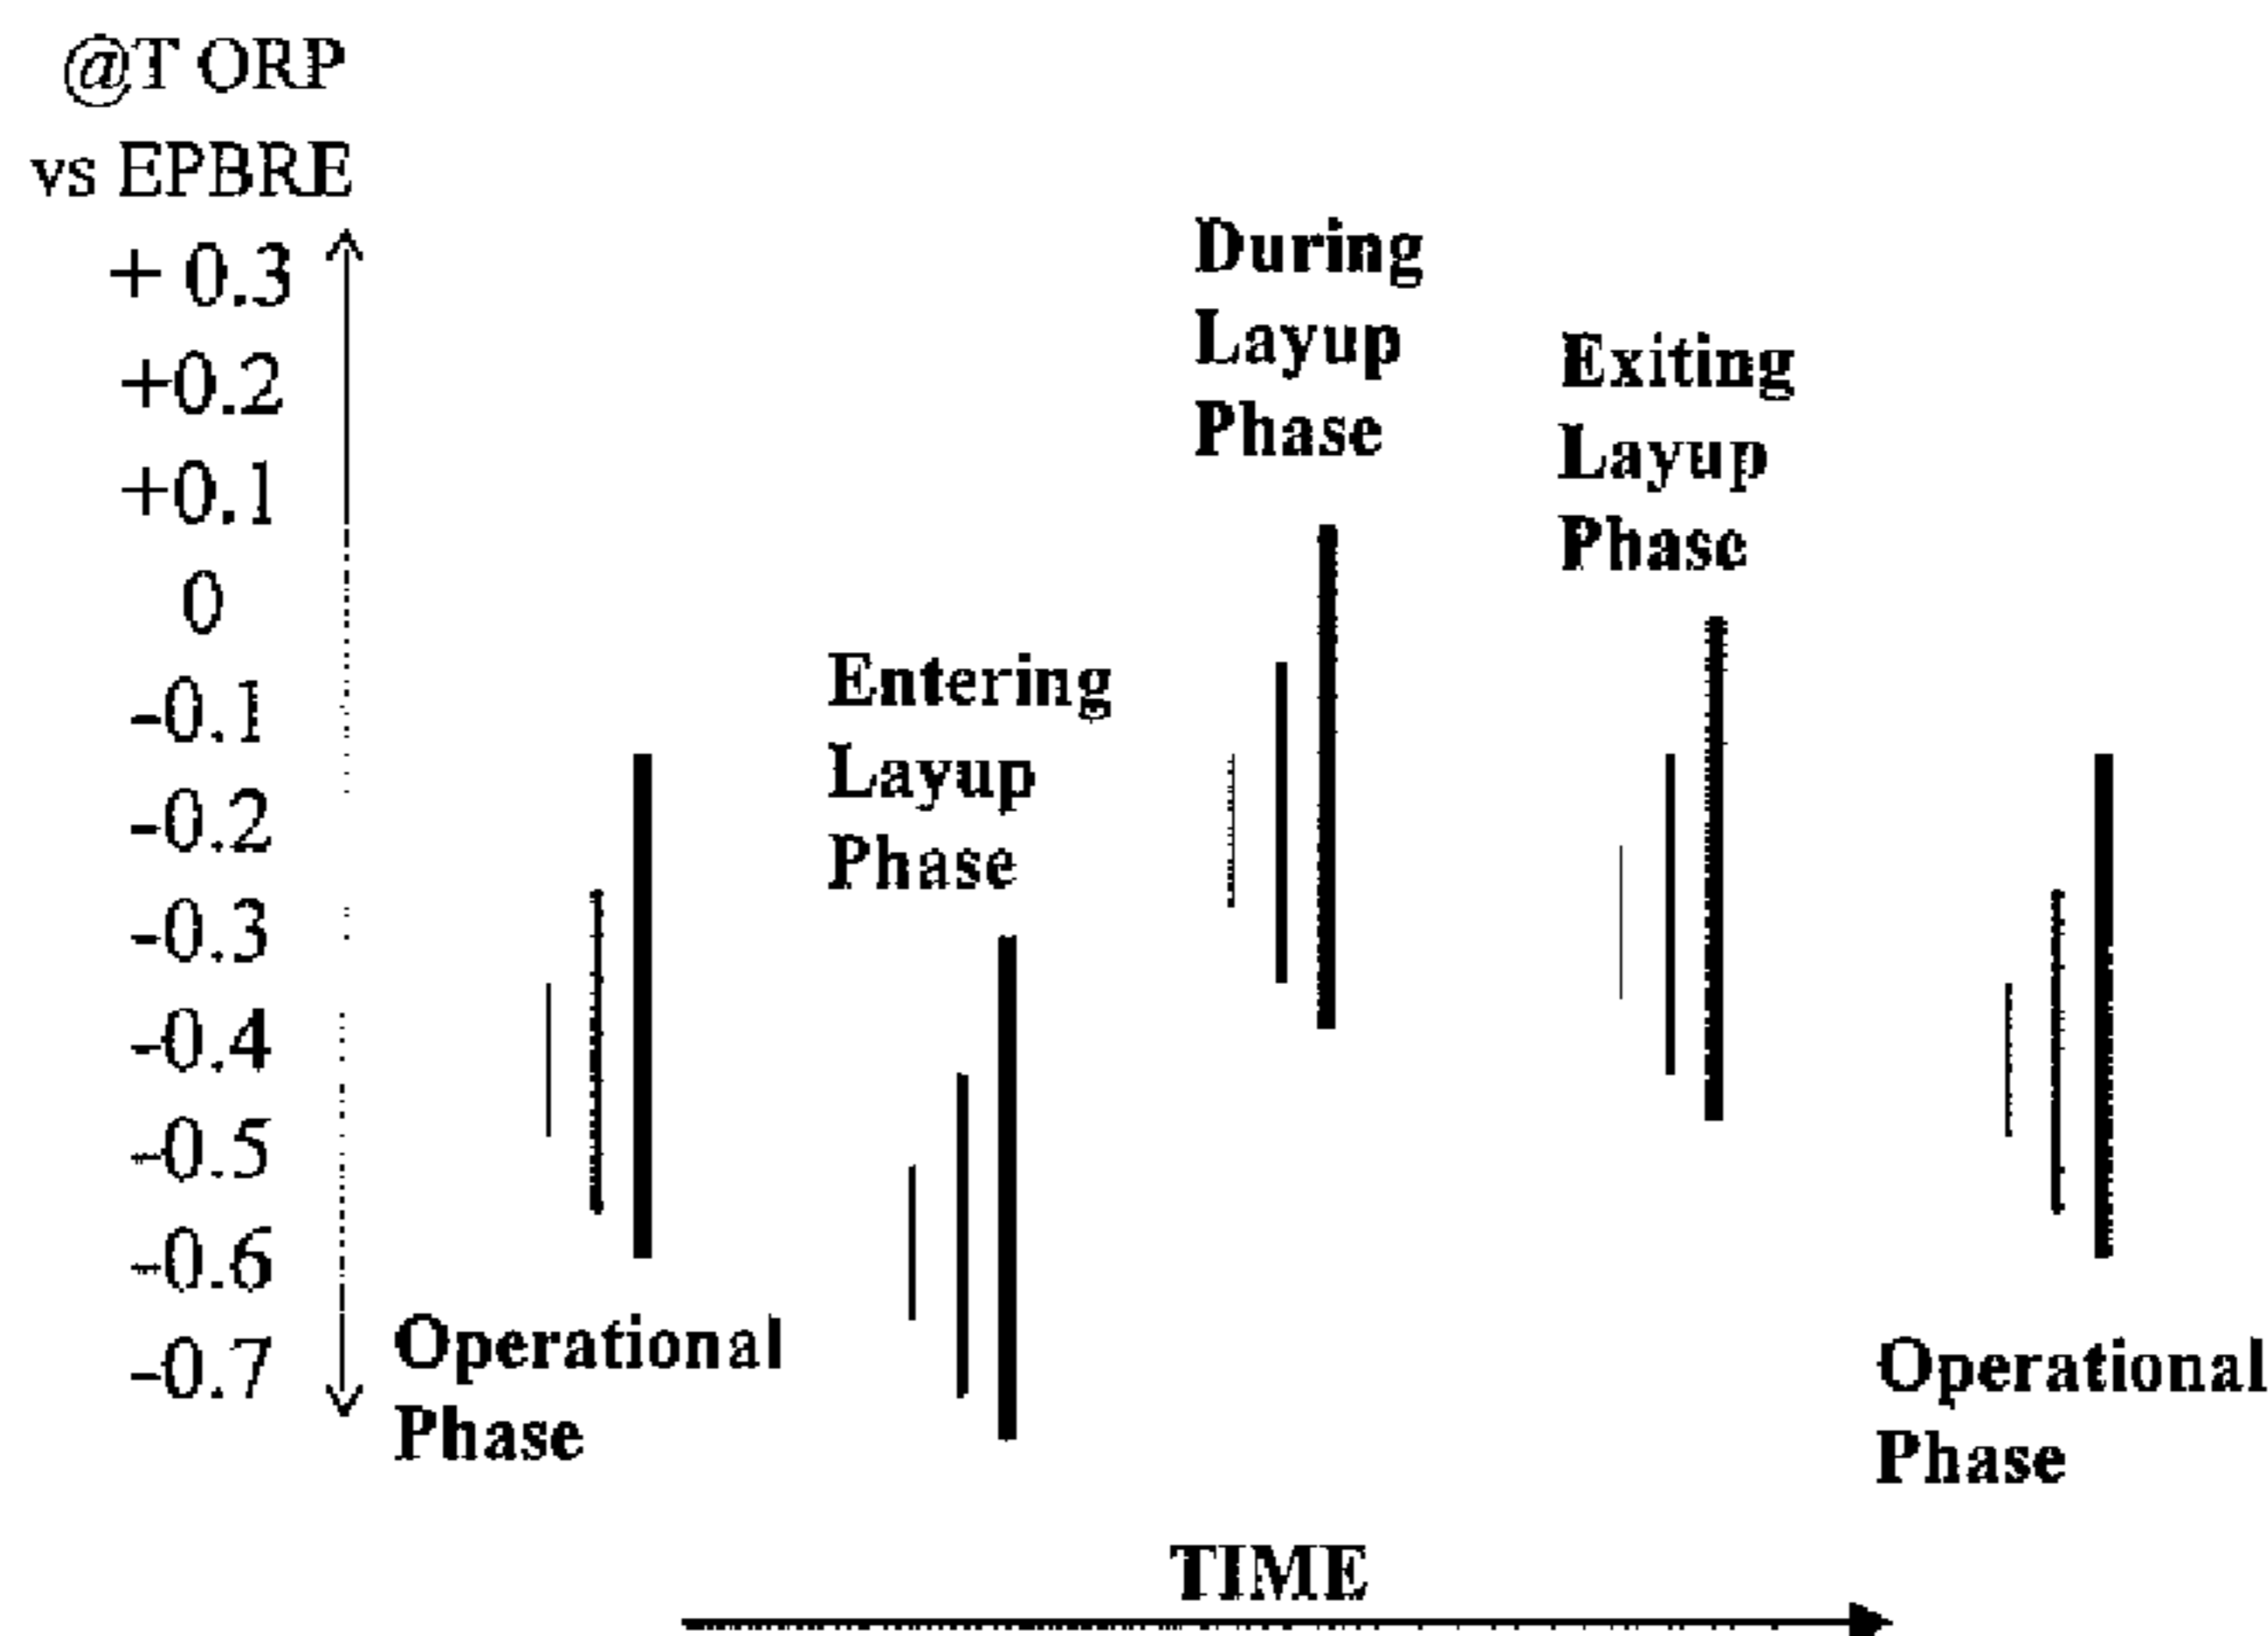 @T ORP
vs EPBRE
+ 0.3
+0.2
+0.1
0
-0.1
-0.2
-0.3
-0.4
-0.5
-0.6
-0.7
Operational
Phase
Entering
Layup
Phase
During
Layup
Phase
Exiting
Layup
Phase
Operational
Phase
TIME